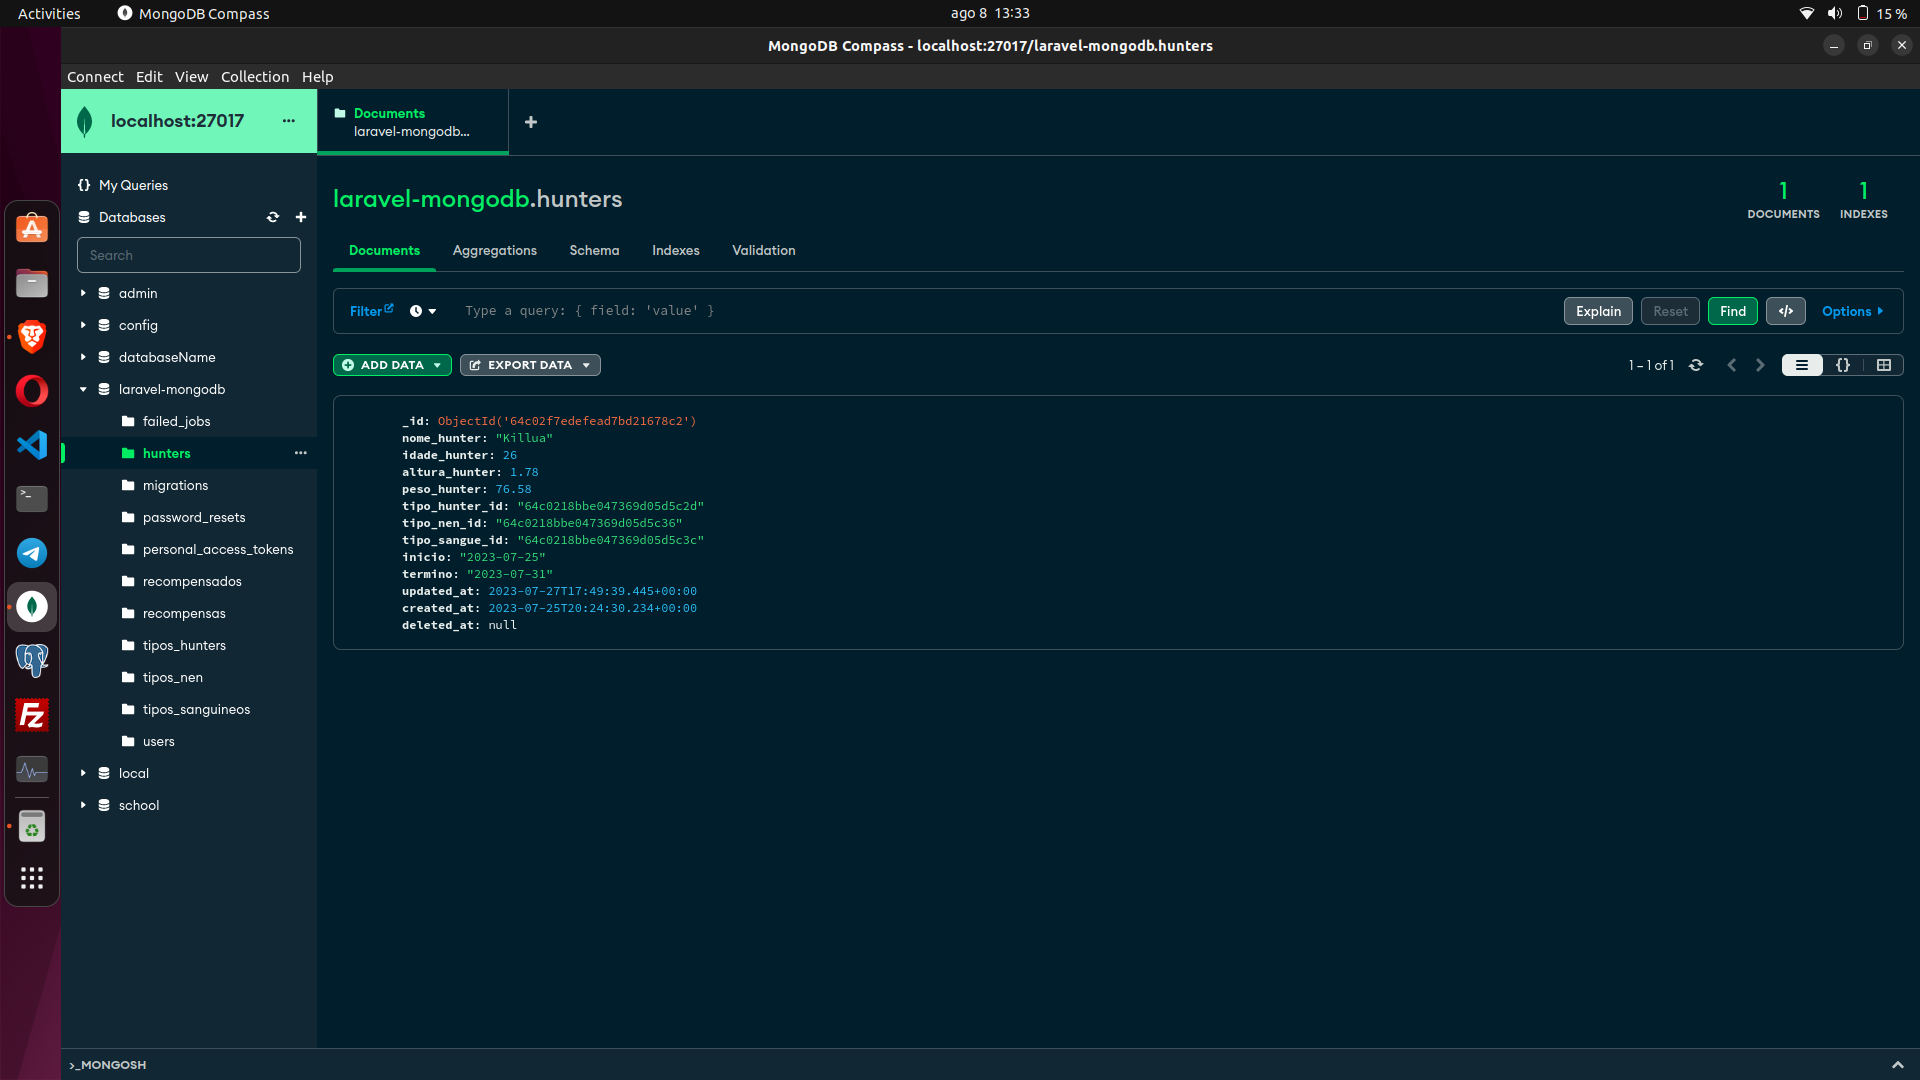 Activities
MongoDB Compass
ago 8 13:33
15 %
MongoDB Compass - localhost:27017/laravel-mongodb.hunters
Connect Edit View Collection Help
localhost:27017
Documents
laravel-mongodb...
My Queries
Databases
Search
admin
config
databaseName
laravel-mongodb
failed_jobs
hunters
migrations
password_resets
personal_access_tokens
recompensados
recompensas
tipos_hunters
tipos_nen
tipos_sanguineos
users
local
school
laravel-mongodb.hunters
1
DOCUMENTS
1
INDEXES
Documents Aggregations Schema Indexes Validation
Filter
Type a query: { field: 'value' }
Explain Reset Find </> Options
ADD DATA
EXPORT DATA
1 – 1 of 1
_id: ObjectId('64c02f7edefead7bd21678c2')
nome_hunter: "Killua"
idade_hunter: 26
altura_hunter: 1.78
peso_hunter: 76.58
tipo_hunter_id: "64c0218bbe047369d05d5c2d"
tipo_nen_id: "64c0218bbe047369d05d5c36"
tipo_sangue_id: "64c0218bbe047369d05d5c3c"
inicio: "2023-07-25"
termino: "2023-07-31"
updated_at: 2023-07-27T17:49:39.445+00:00
created_at: 2023-07-25T20:24:30.234+00:00
deleted_at: null
>_MONGOSH